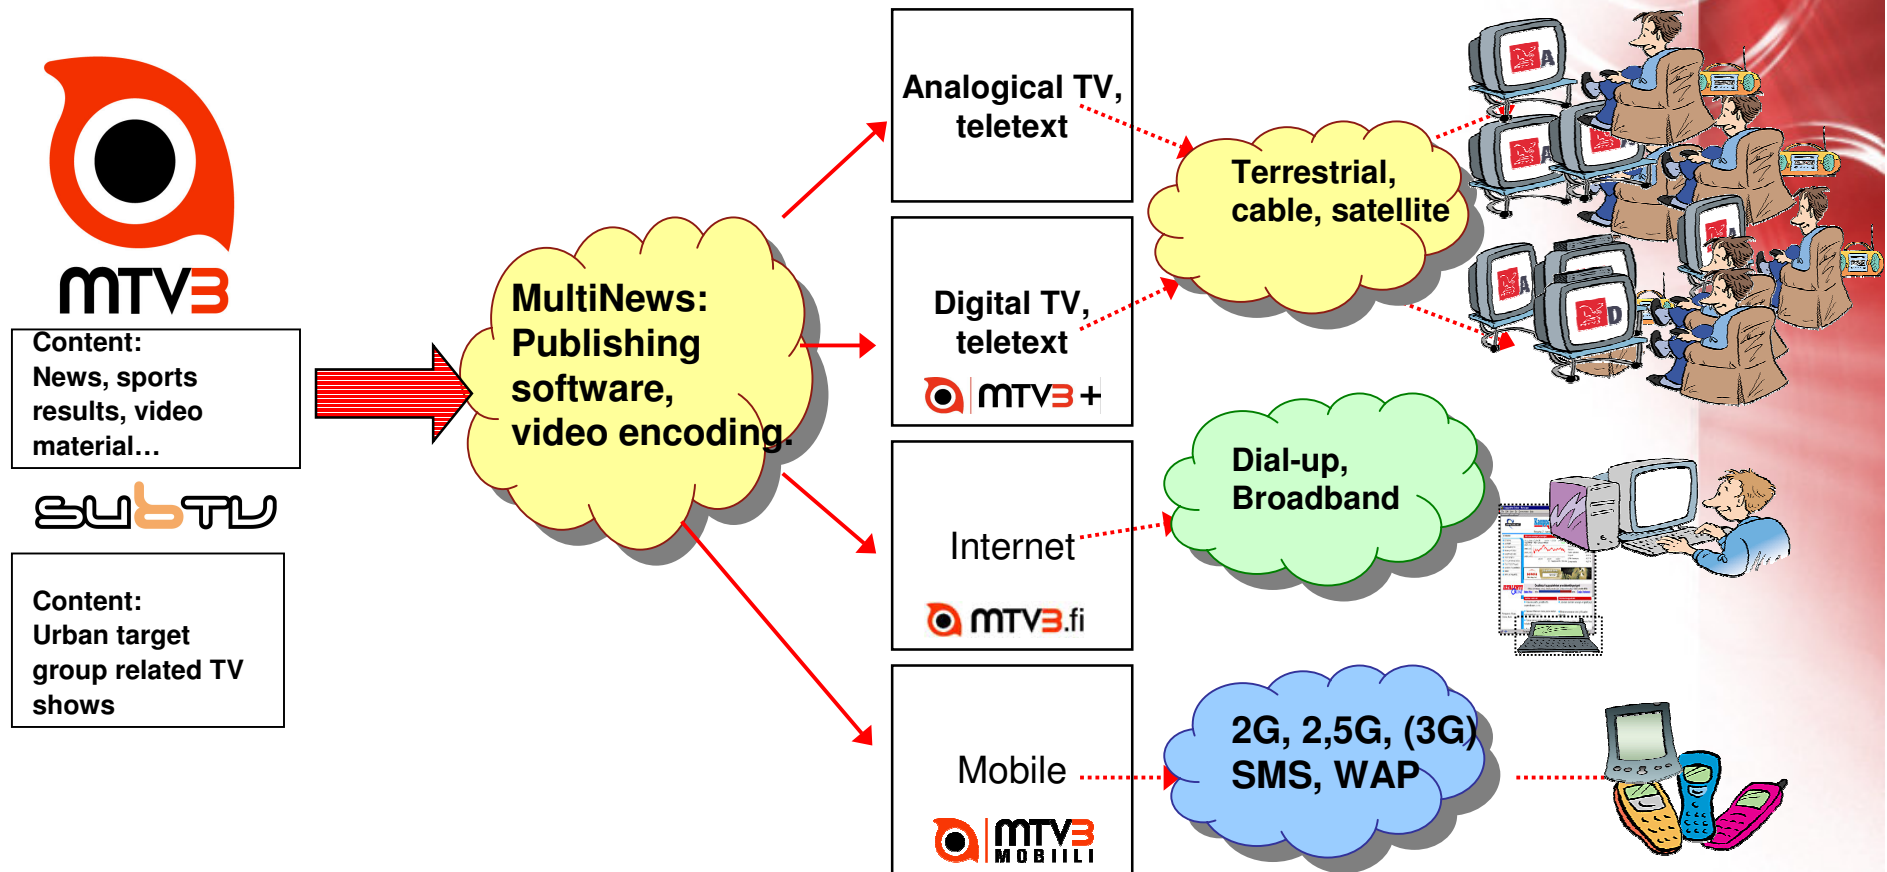 MTV3
Content:
News, sports
results, video
material…
SUBTV
Content:
Urban target
group related TV
shows
MultiNews:
Publishing
software,
video encoding.
Analogical TV,
teletext
Digital TV,
teletext
MTV3+
Internet
MTV3.fi
Mobile
MTV3
MOBIILI
Terrestrial,
cable, satellite
Dial-up,
Broadband
2G, 2,5G, (3G)
SMS, WAP
A
A
A
A
A
D